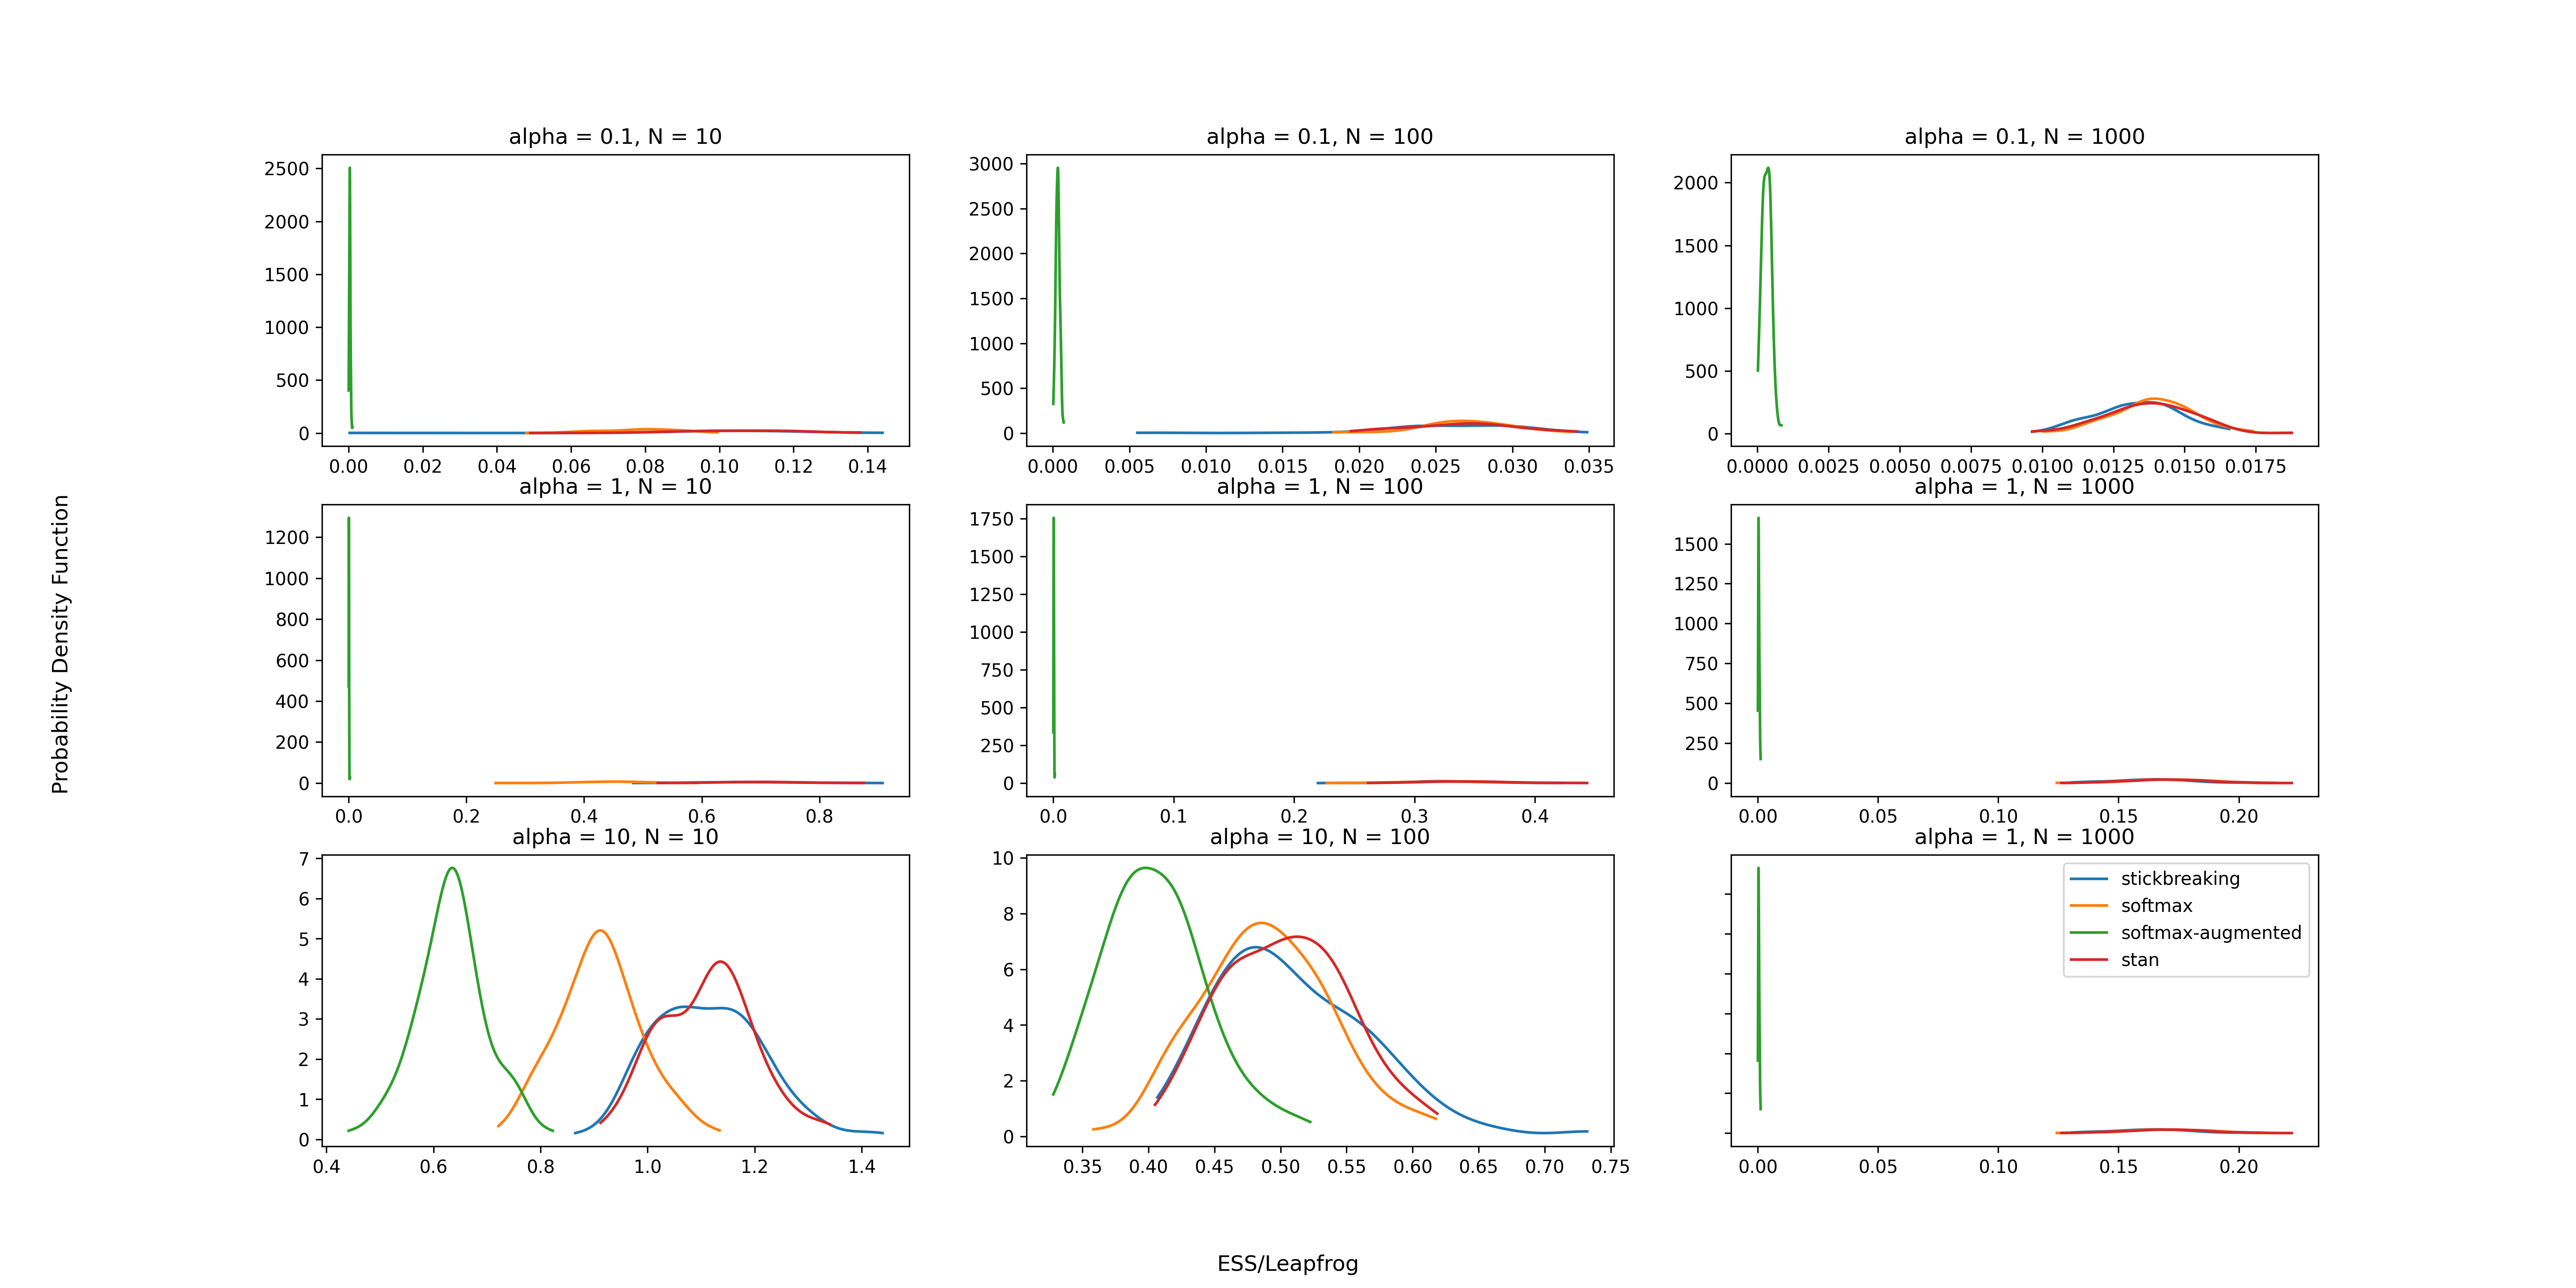 alpha = 0.1, N = 10
2500
2000
1500
1000
500
0
0.00 0.02 0.04 0.06 0.08 0.10 0.12 0.14
alpha = 0.1, N = 100
3000
2500
2000
1500
1000
500
0
0.000 0.005 0.010 0.015 0.020 0.025 0.030 0.035
alpha = 0.1, N = 1000
2000
1500
1000
500
0
0.0000 0.0025 0.0050 0.0075 0.0100 0.0125 0.0150 0.0175
Probability Density Function
alpha = 1, N = 10
1200
1000
800
600
400
200
0
0.0 0.2 0.4 0.6 0.8
alpha = 1, N = 100
1750
1500
1250
1000
750
500
250
0
0.0 0.1 0.2 0.3 0.4
alpha = 1, N = 1000
1500
1250
1000
750
500
250
0
0.00 0.05 0.10 0.15 0.20
alpha = 10, N = 10
7
6
5
4
3
2
1
0
0.4 0.6 0.8 1.0 1.2 1.4
alpha = 10, N = 100
10
8
6
4
2
0
0.35 0.40 0.45 0.50 0.55 0.60 0.65 0.70 0.75
alpha = 1, N = 1000
stickbreaking
softmax
softmax-augmented
stan
0.00 0.05 0.10 0.15 0.20
ESS/Leapfrog